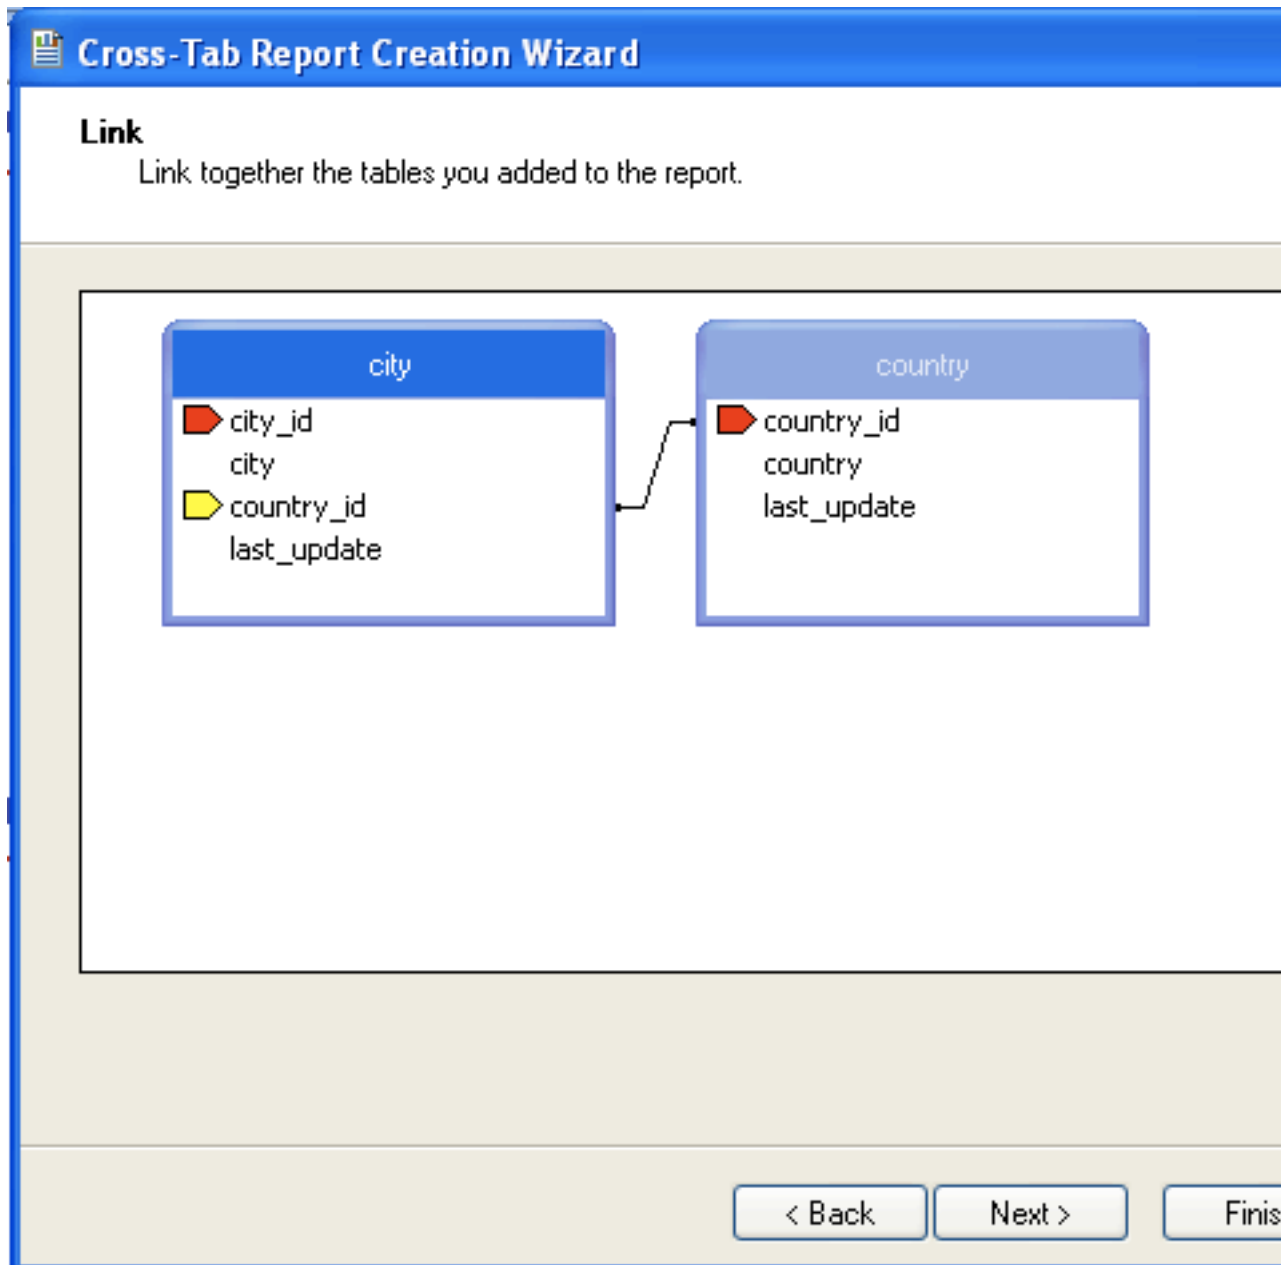 Cross-Tab Report Creation Wizard
Link
Link together the tables you added to the report.
city
city_id
city
country_id
last_update
country
country_id
country
last_update
< Back
Next >
Finis